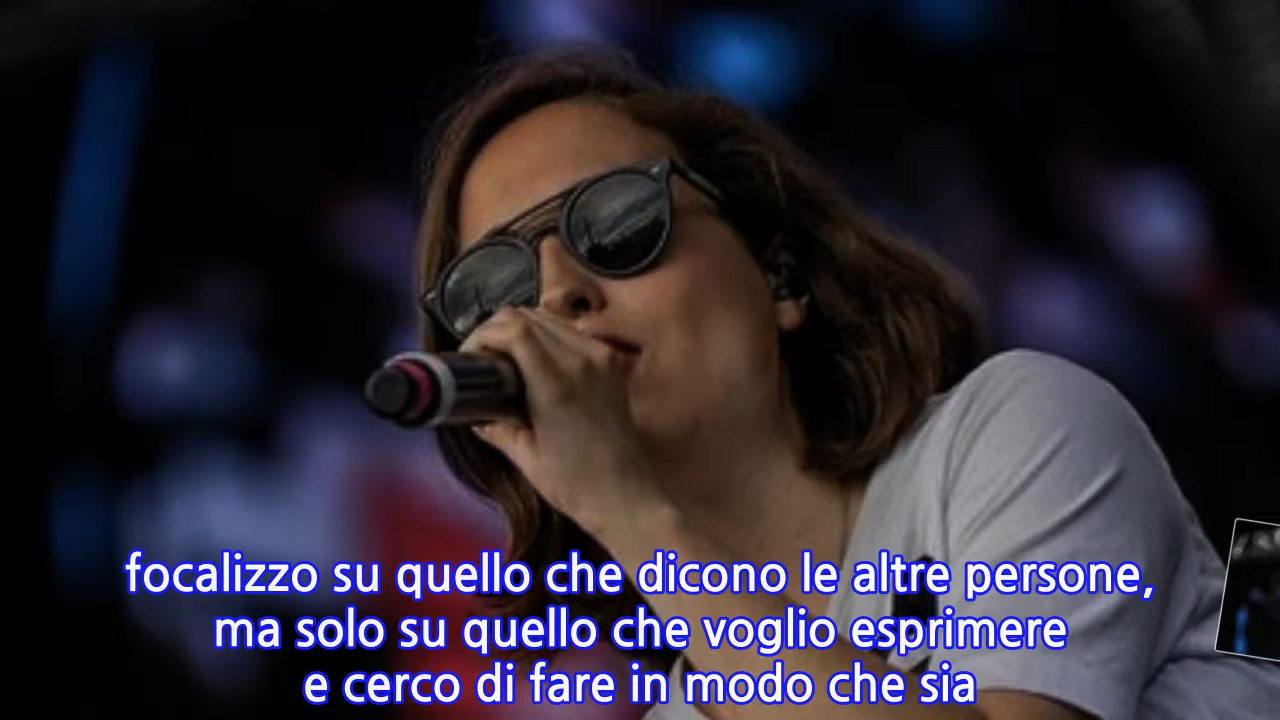 focalizzo su quello che dicono le altre persone,
ma solo su quello che voglio esprimere
e cerco di fare in modo che sia